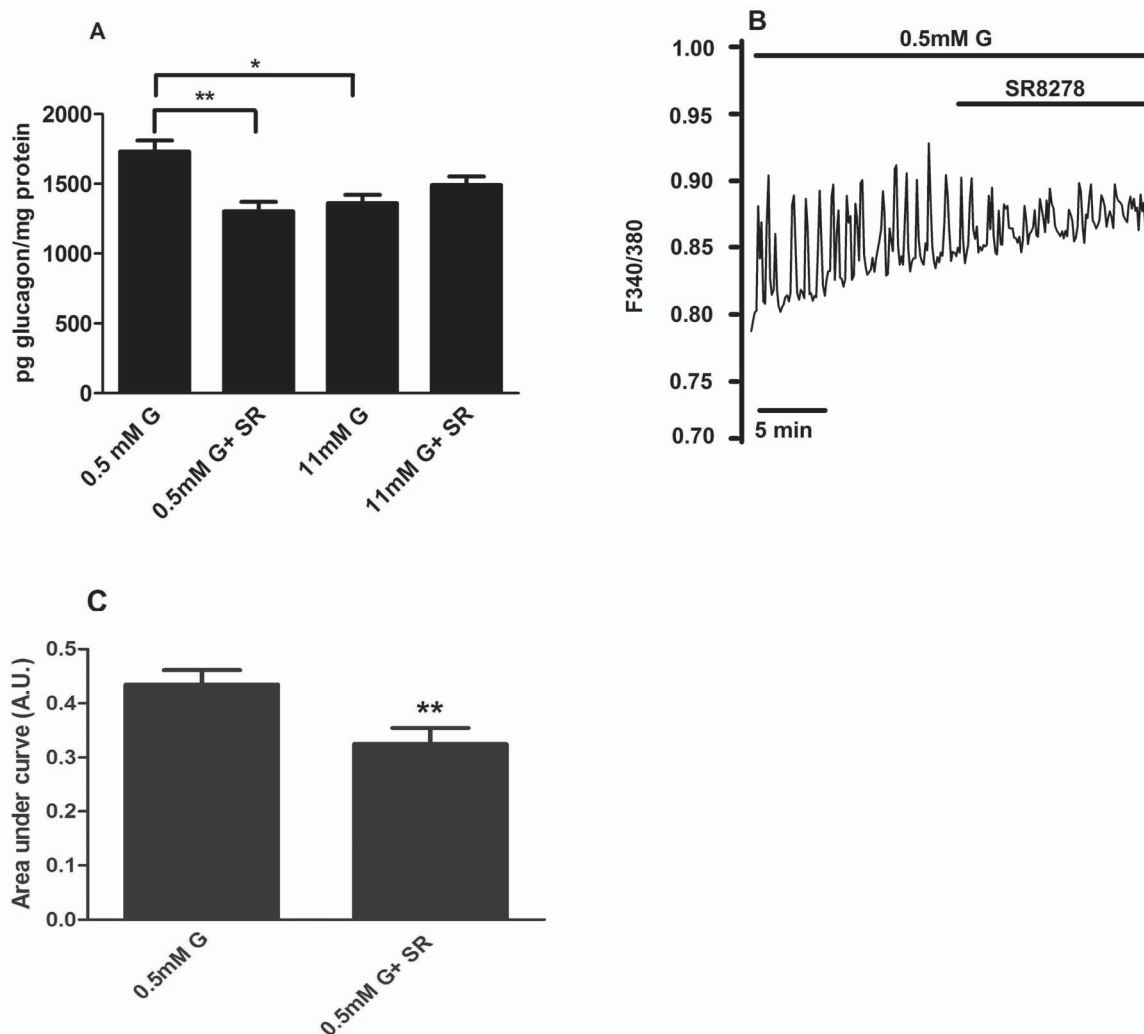 A
*
**
pg glucagon/mg protein
2000
1500
1000
500
0
0.5 mM G
0.5mM G+ SR
11mM G
11mM G+ SR
B
0.5mM G
SR8278
F340/380
1.00
0.95
0.90
0.85
0.80
0.75
0.70
5 min
C
Area under curve (A.U.)
0.5
0.4
0.3
0.2
0.1
0.0
**
0.5mM G
0.5mM G+ SR